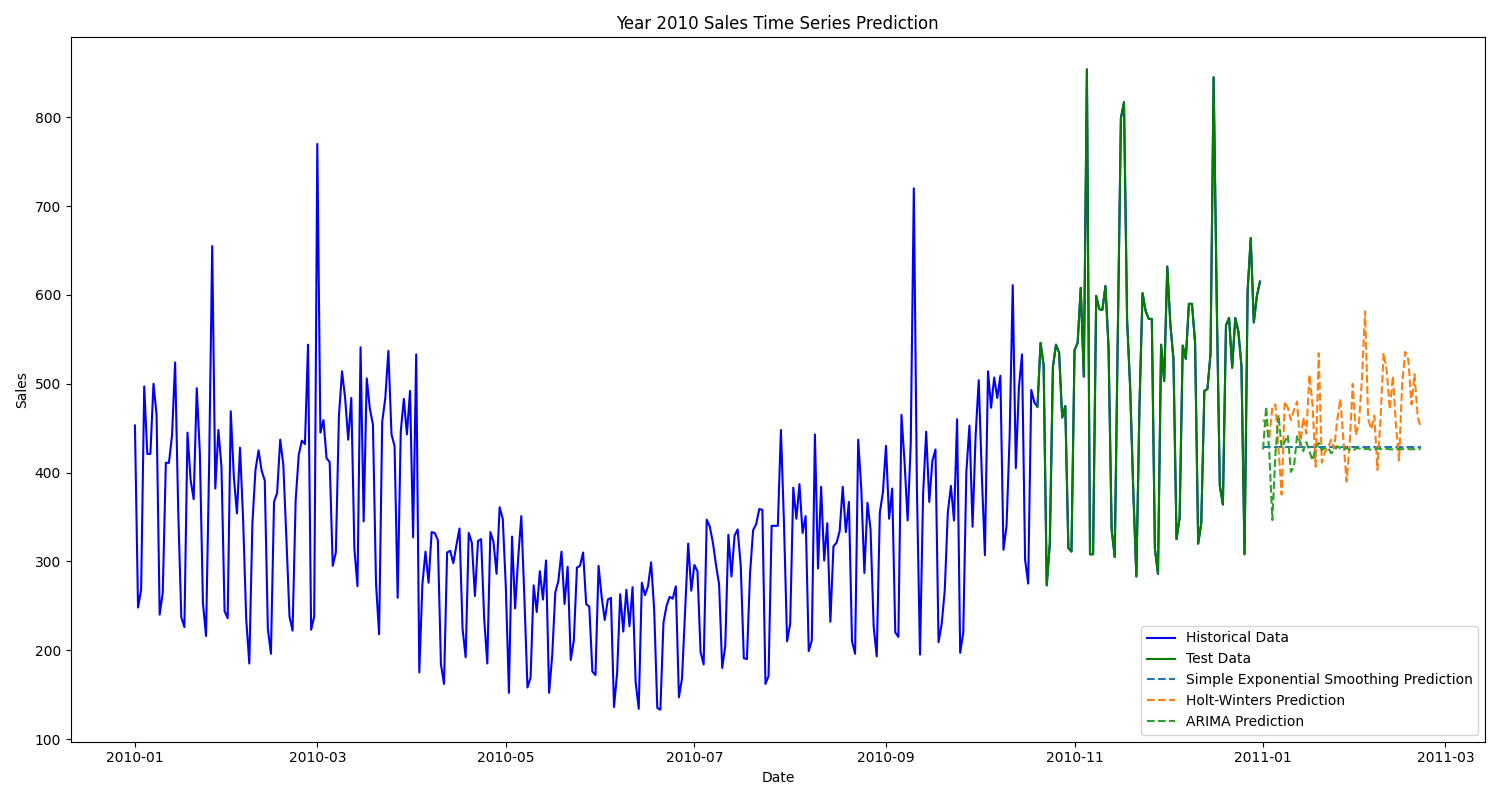 Year 2010 Sales Time Series Prediction
Sales
800
700
600
500
400
300
200
100
2010-01
2010-03
2010-05
2010-07
2010-09
2010-11
2011-01
2011-03
Date
Historical Data
Test Data
Simple Exponential Smoothing Prediction
Holt-Winters Prediction
ARIMA Prediction